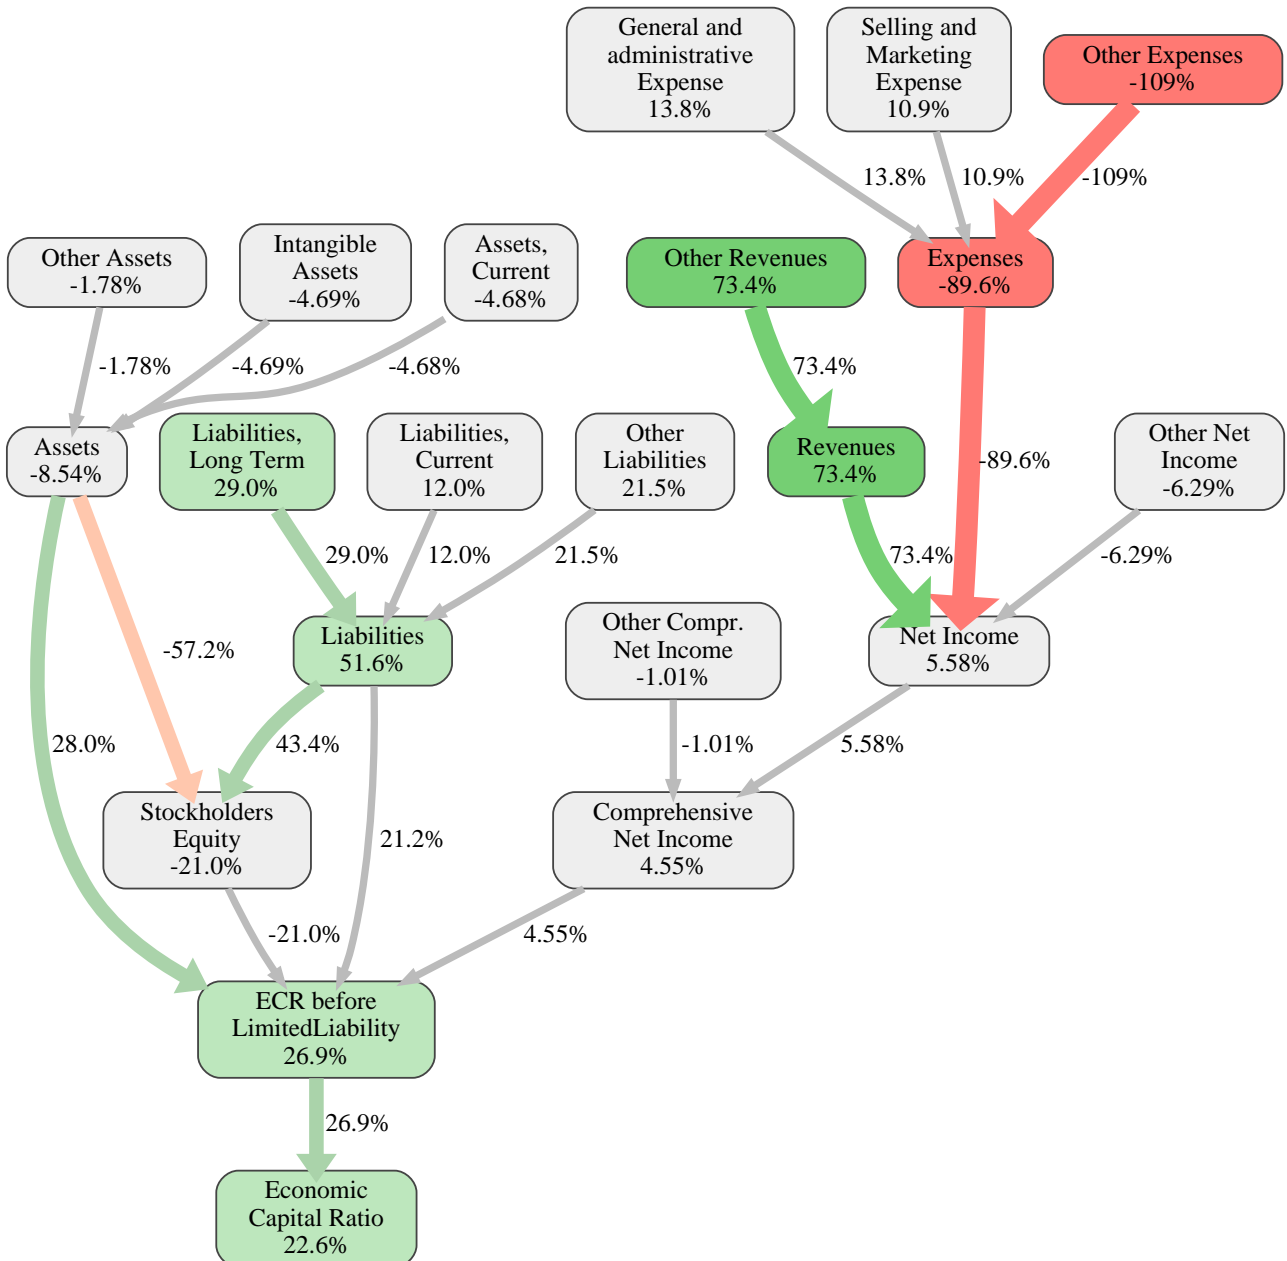 General and
administrative
Expense
13.8%
Selling and
Marketing
Expense
10.9%
Other Expenses
-109%
13.8%
10.9%
-109%
Other Assets
-1.78%
Intangible
Assets
-4.69%
Assets,
Current
-4.68%
Other Revenues
73.4%
Expenses
-89.6%
-1.78%
-4.69%
-4.68%
73.4%
Assets
-8.54%
Liabilities,
Long Term
29.0%
Liabilities,
Current
12.0%
Other
Liabilities
21.5%
Revenues
73.4%
-89.6%
Other Net
Income
-6.29%
29.0%
12.0%
21.5%
73.4%
-6.29%
-57.2%
Liabilities
51.6%
Other Compr.
Net Income
-1.01%
Net Income
5.58%
28.0%
43.4%
-1.01%
5.58%
Stockholders
Equity
-21.0%
21.2%
Comprehensive
Net Income
4.55%
-21.0%
4.55%
ECR before
LimitedLiability
26.9%
26.9%
Economic
Capital Ratio
22.6%